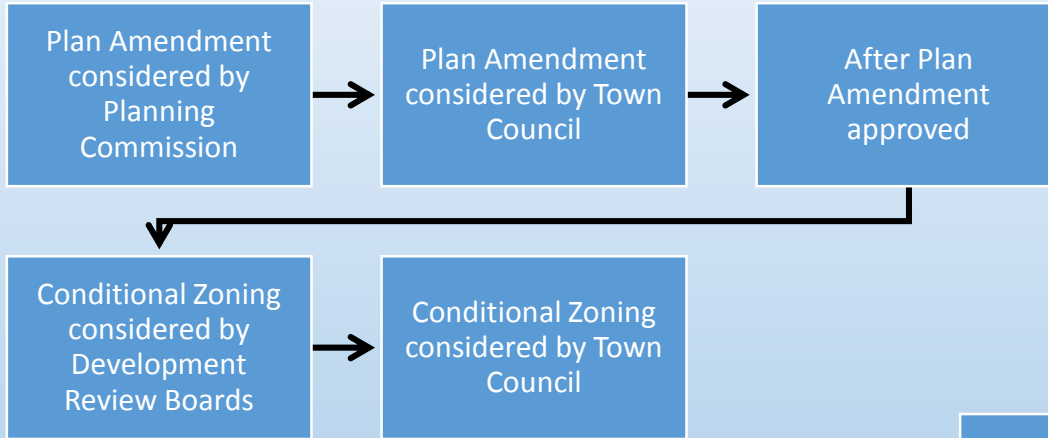 Plan Amendment
considered by
Planning
Commission
Plan Amendment
considered by Town
Council
After Plan
Amendment
approved
Conditional Zoning
considered by
Development
Review Boards
Conditional Zoning
considered by Town
Council